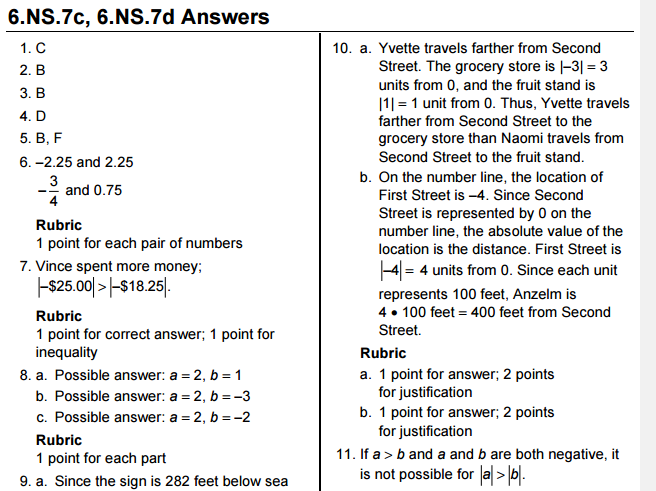 6.NS.7c, 6.NS.7d Answers
1. C
2. B
3. B
4. D
5. B, F
6. –2.25 and 2.25
–3/4 and 0.75
Rubric
1 point for each pair of numbers
7. Vince spent more money;
|–$25.00| > |–$18.25|.
Rubric
1 point for correct answer; 1 point for
inequality
8. a. Possible answer: a = 2, b = 1
b. Possible answer: a = 2, b = –3
c. Possible answer: a = 2, b = –2
Rubric
1 point for each part
9. a. Since the sign is 282 feet below sea
10. a. Yvette travels farther from Second
Street. The grocery store is |–3| = 3
units from 0, and the fruit stand is
|1| = 1 unit from 0. Thus, Yvette travels
farther from Second Street to the
grocery store than Naomi travels from
Second Street to the fruit stand.
b. On the number line, the location of
First Street is –4. Since Second
Street is represented by 0 on the
number line, the absolute value of the
location is the distance. First Street is
|–4| = 4 units from 0. Since each unit
represents 100 feet, Anzelm is
4 • 100 feet = 400 feet from Second
Street.
Rubric
a. 1 point for answer; 2 points
for justification
b. 1 point for answer; 2 points
for justification
11. If a > b and a and b are both negative, it
is not possible for |a| > |b|.